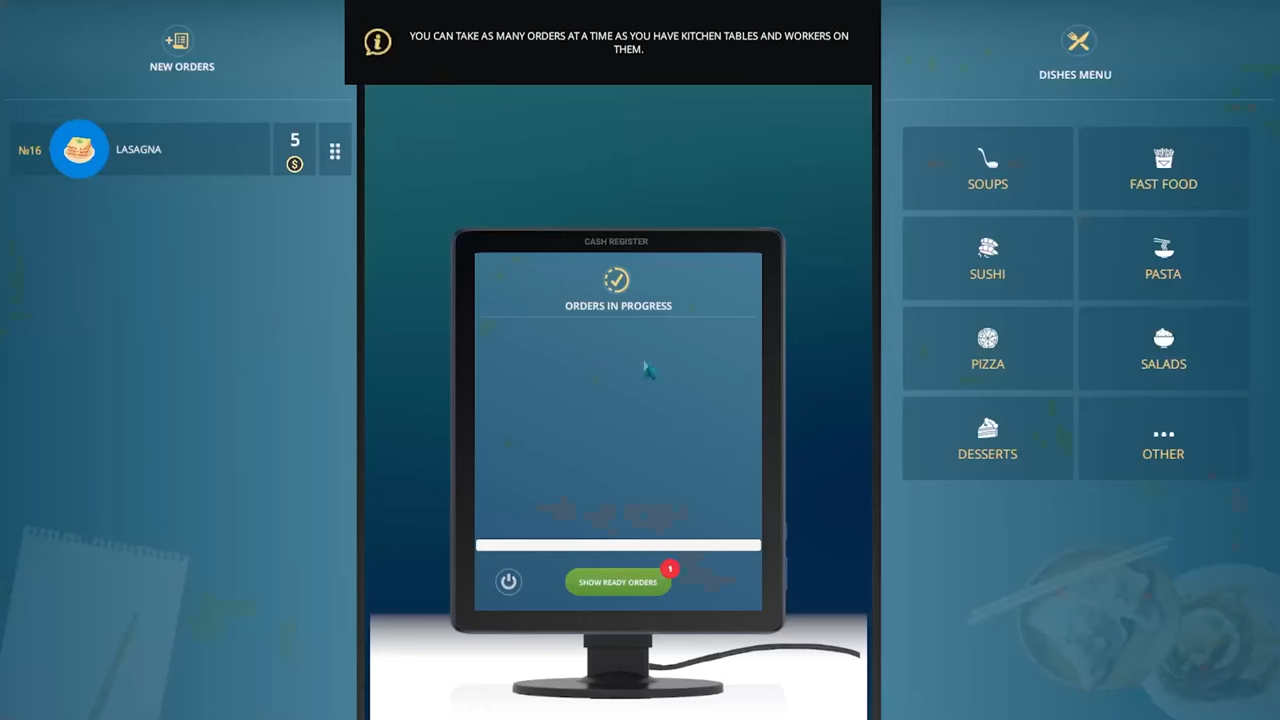 NEW ORDERS
№16
LASAGNA
5
YOU CAN TAKE AS MANY ORDERS AT A TIME AS YOU HAVE KITCHEN TABLES AND WORKERS ON
THEM.
CASH REGISTER
ORDERS IN PROGRESS
SHOW READY ORDERS
1
DISHES MENU
SOUPS
FAST FOOD
SUSHI
PASTA
PIZZA
SALADS
DESSERTS
OTHER